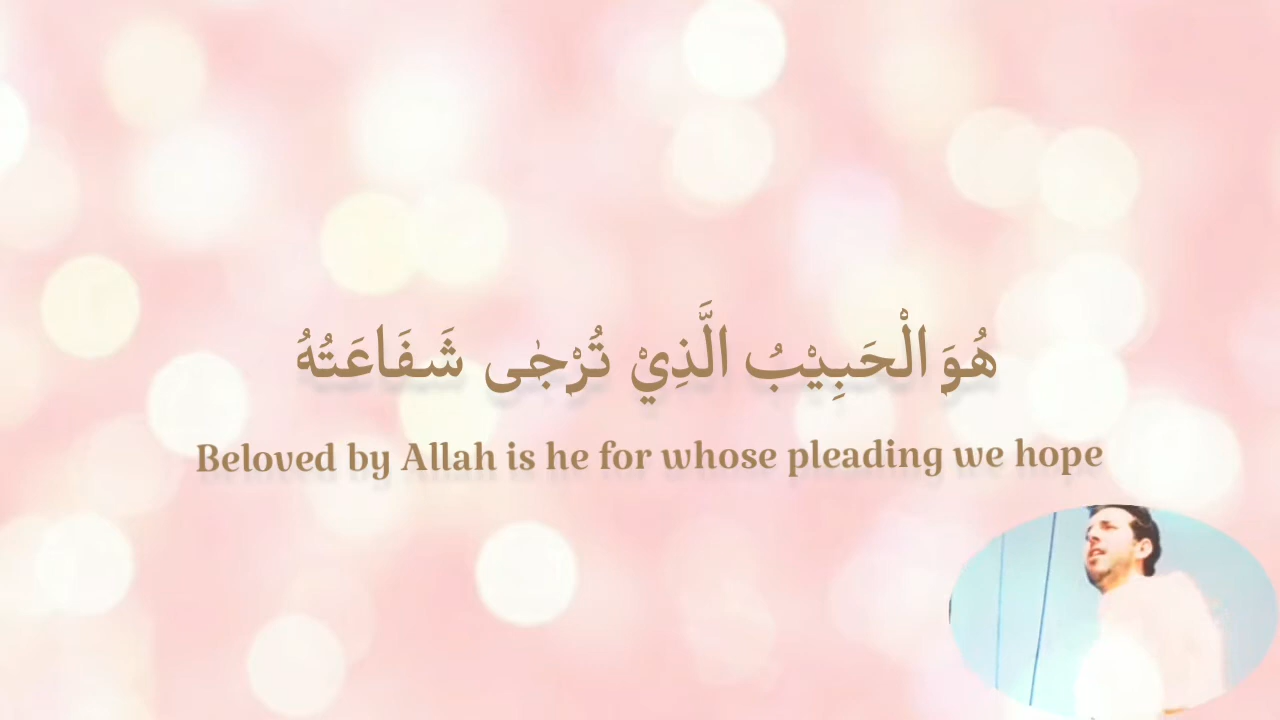 هُوَ الْحَبِيْبُ الَّذِيْ تُرْجٰى شَفَاعَتُهُ
Beloved by Allah is he for whose pleading we hope